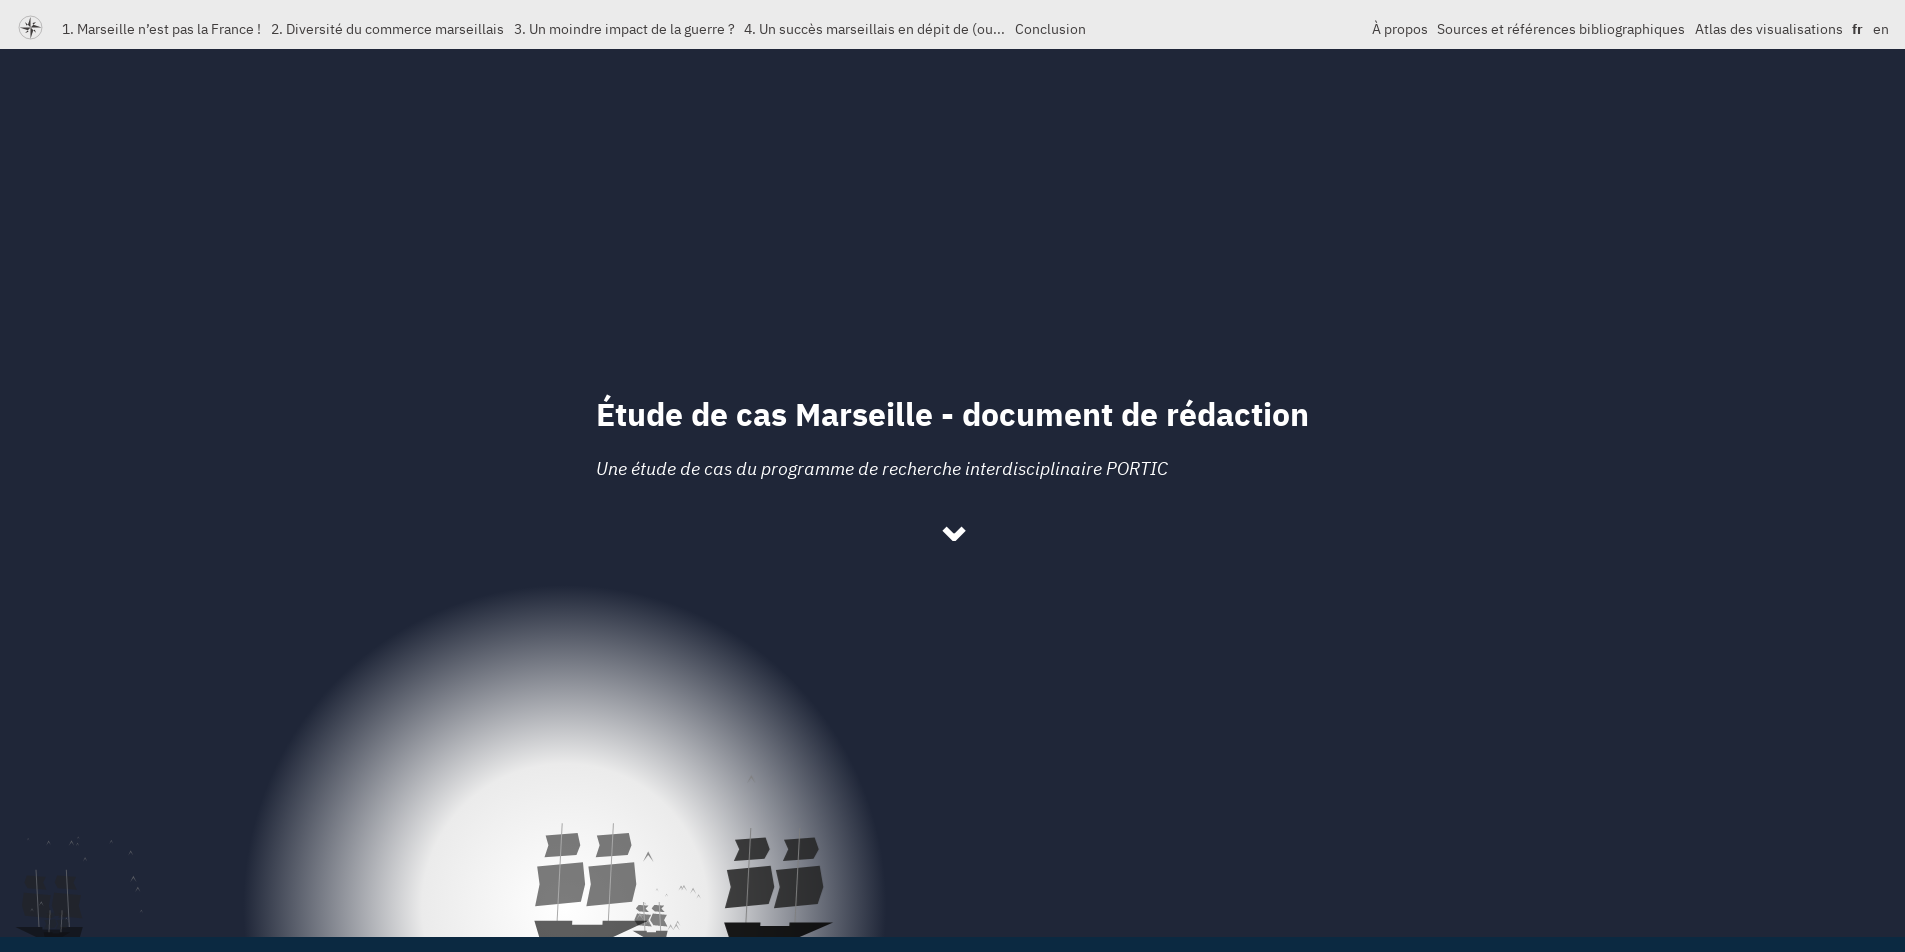 1. Marseille n’est pas la France ! 2. Diversité du commerce marseillais 3. Un moindre impact de la guerre ? 4. Un succès marseillais en dépit de (ou... Conclusion À propos Sources et références bibliographiques Atlas des visualisations fr en
Étude de cas Marseille - document de rédaction
Une étude de cas du programme de recherche interdisciplinaire PORTIC